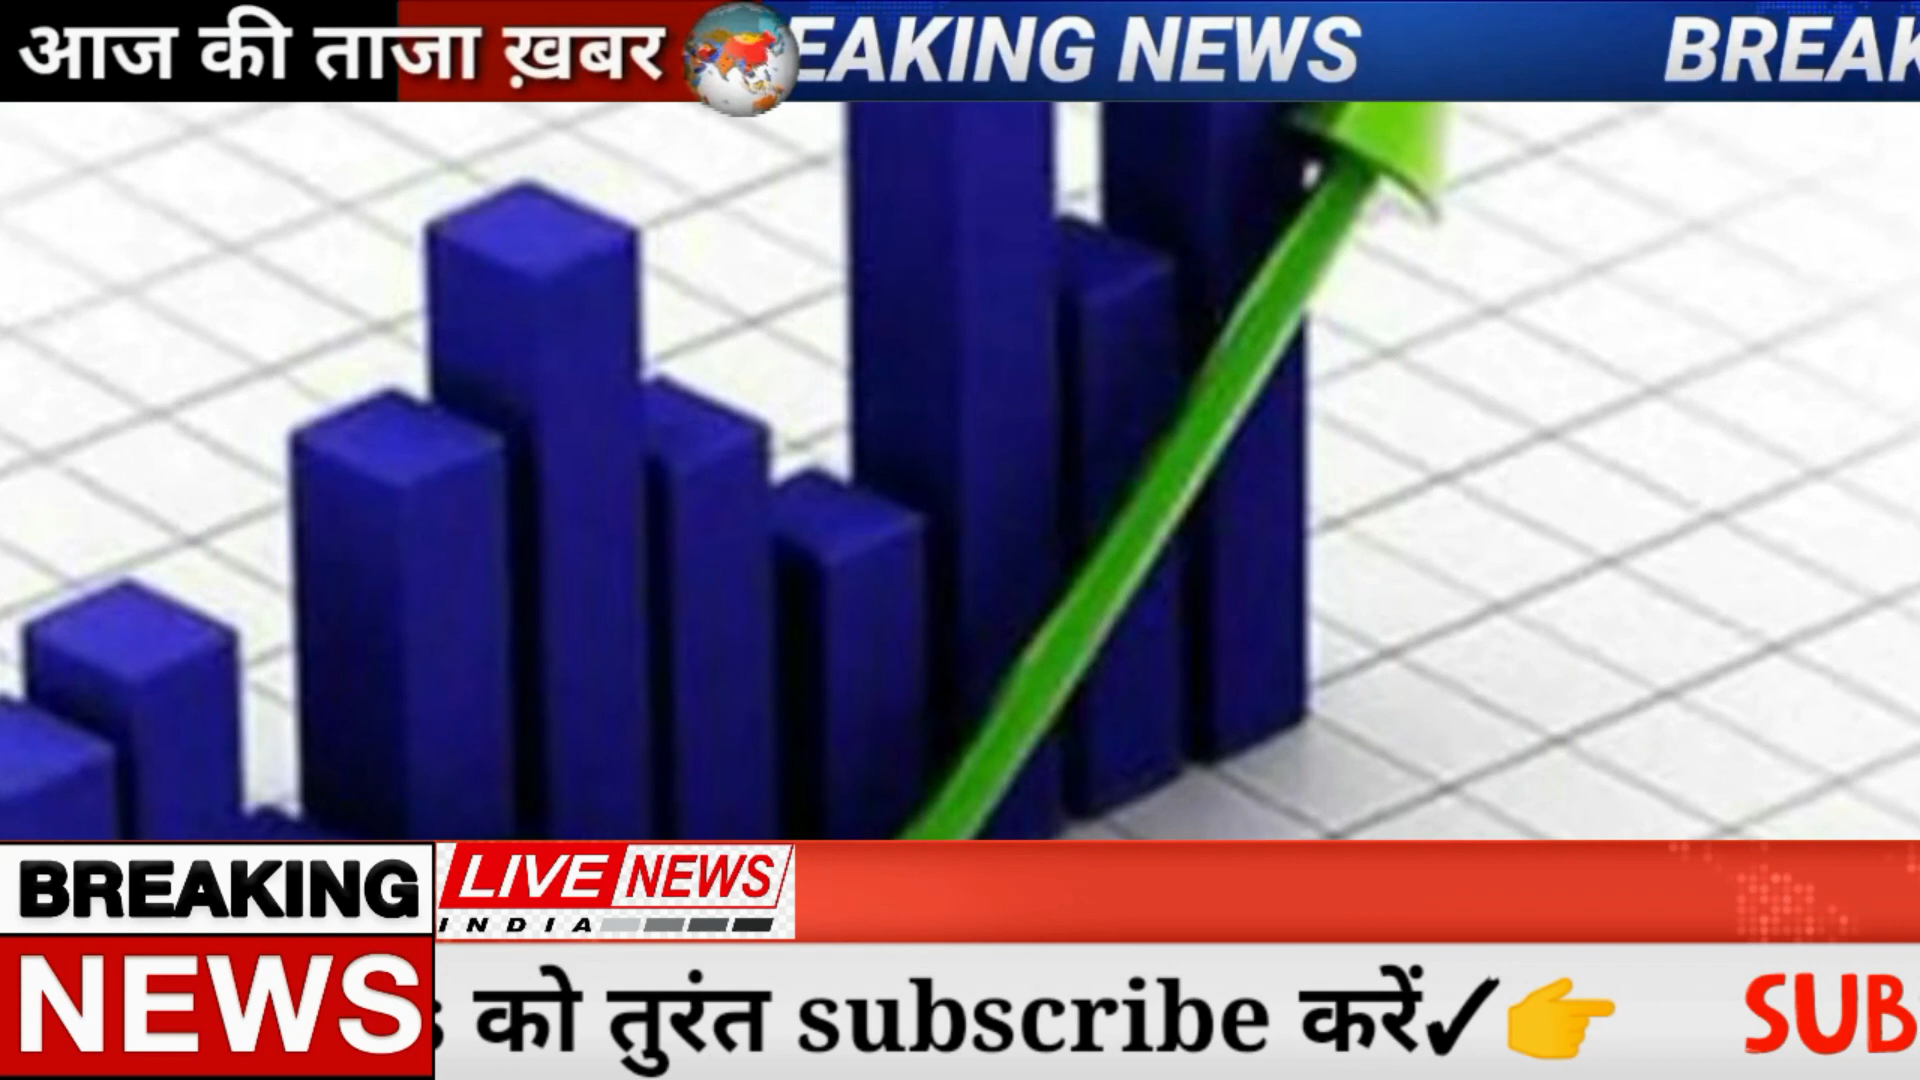 आज की ताजा ख़बर EAKING NEWS BREAK
BREAKING
NEWS
LIVE NEWS
INDIA
को तुरंत subscribe करें✓👉 SUB